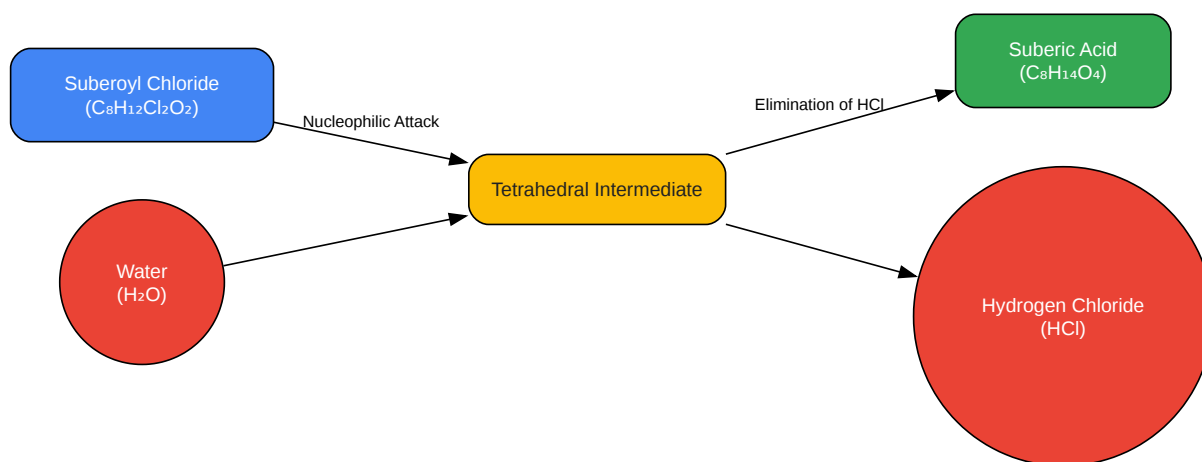 Suberoyl Chloride
(C₈H₁₂Cl₂O₂)
Nucleophilic Attack
Water
(H₂O)
Tetrahedral Intermediate
Elimination of HCl
Suberic Acid
(C₈H₁₄O₄)
Hydrogen Chloride
(HCl)